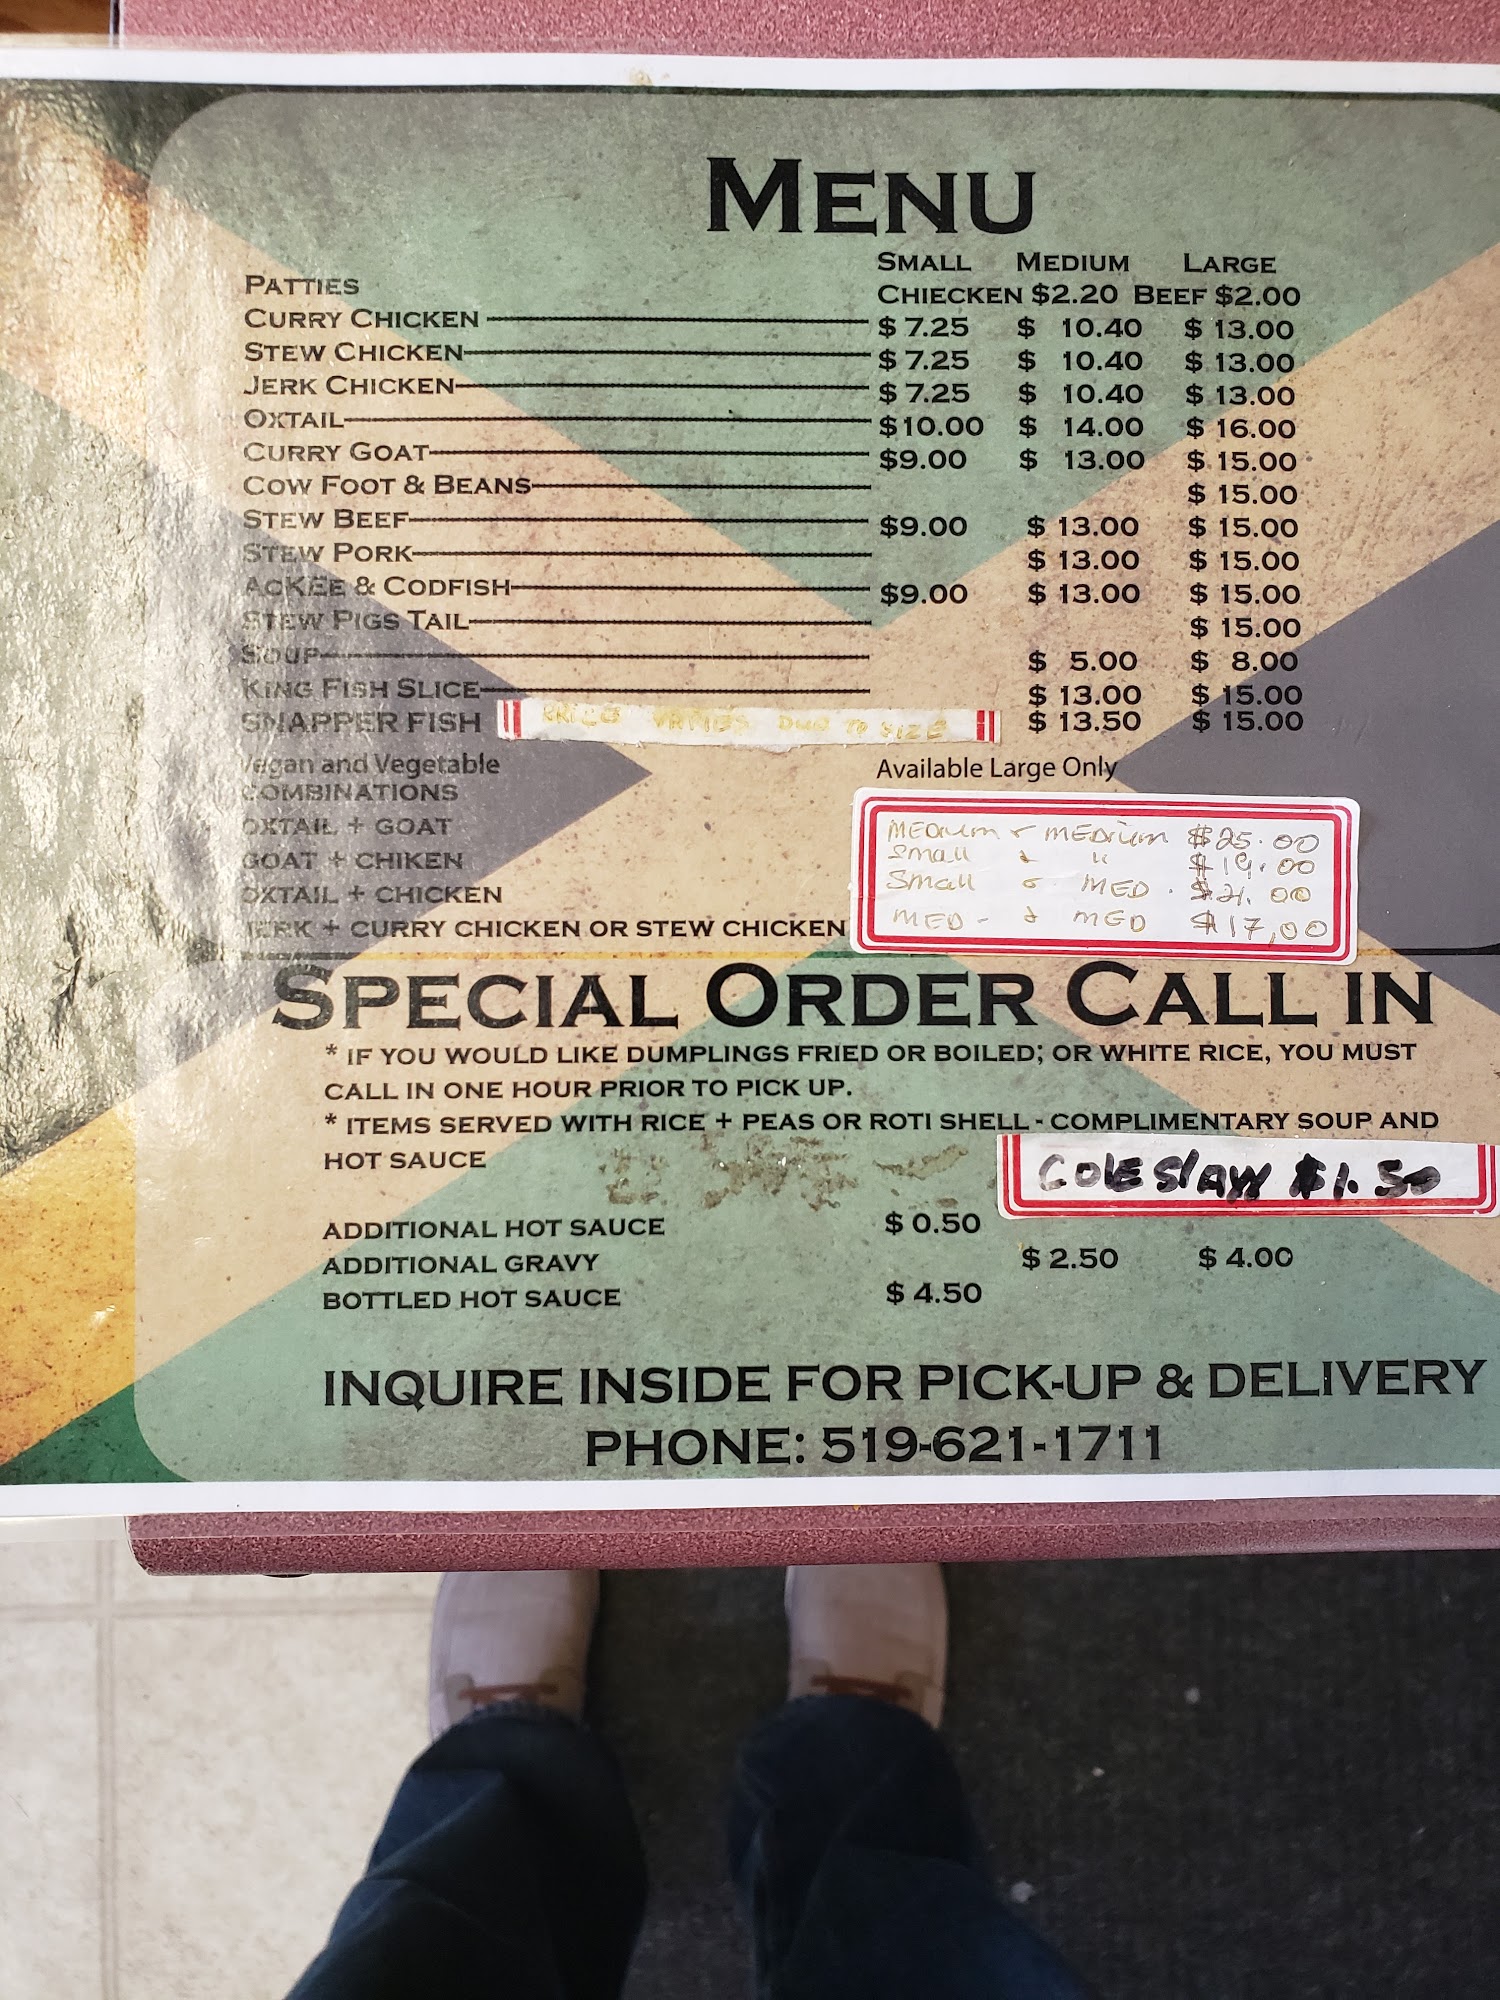 MENU
SMALL MEDIUM LARGE
PATTIES CHIECKEN $2.20 BEEF $2.00
CURRY CHICKEN $ 7.25 $ 10.40 $ 13.00
STEW CHICKEN $ 7.25 $ 10.40 $ 13.00
JERK CHICKEN $ 7.25 $ 10.40 $ 13.00
OXTAIL $10.00 $ 14.00 $ 16.00
CURRY GOAT $9.00 $ 13.00 $ 15.00
COW FOOT & BEANS $ 15.00
STEW BEEF $9.00 $ 13.00 $ 15.00
STEW PORK $ 13.00 $ 15.00
ACKEE & CODFISH $9.00 $ 13.00 $ 15.00
STEW PIGS TAIL $ 15.00
SOUP $ 5.00 $ 8.00
KING FISH SLICE $ 13.00 $ 15.00
SNAPPER FISH DUE TO SIZE $ 13.50 $ 15.00
Vegan and Vegetable Available Large Only
COMBINATIONS
OXTAIL + GOAT MEDIUM & MEDIUM $25.00
GOAT + CHIKEN Small & " $19.00
OXTAIL + CHICKEN Small & MED. $21.00
JERK + CURRY CHICKEN OR STEW CHICKEN MED - & MED $17,00
SPECIAL ORDER CALL IN
* IF YOU WOULD LIKE DUMPLINGS FRIED OR BOILED; OR WHITE RICE, YOU MUST
CALL IN ONE HOUR PRIOR TO PICK UP.
* ITEMS SERVED WITH RICE + PEAS OR ROTI SHELL - COMPLIMENTARY SOUP AND
HOT SAUCE
COLESLAW $1.50
ADDITIONAL HOT SAUCE $ 0.50
ADDITIONAL GRAVY $ 2.50 $ 4.00
BOTTLED HOT SAUCE $ 4.50
INQUIRE INSIDE FOR PICK-UP & DELIVERY
PHONE: 519-621-1711